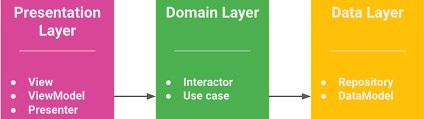 Presentation
Layer
● View
● ViewModel
● Presenter
Domain Layer
● Interactor
● Use case
Data Layer
● Repository
● DataModel